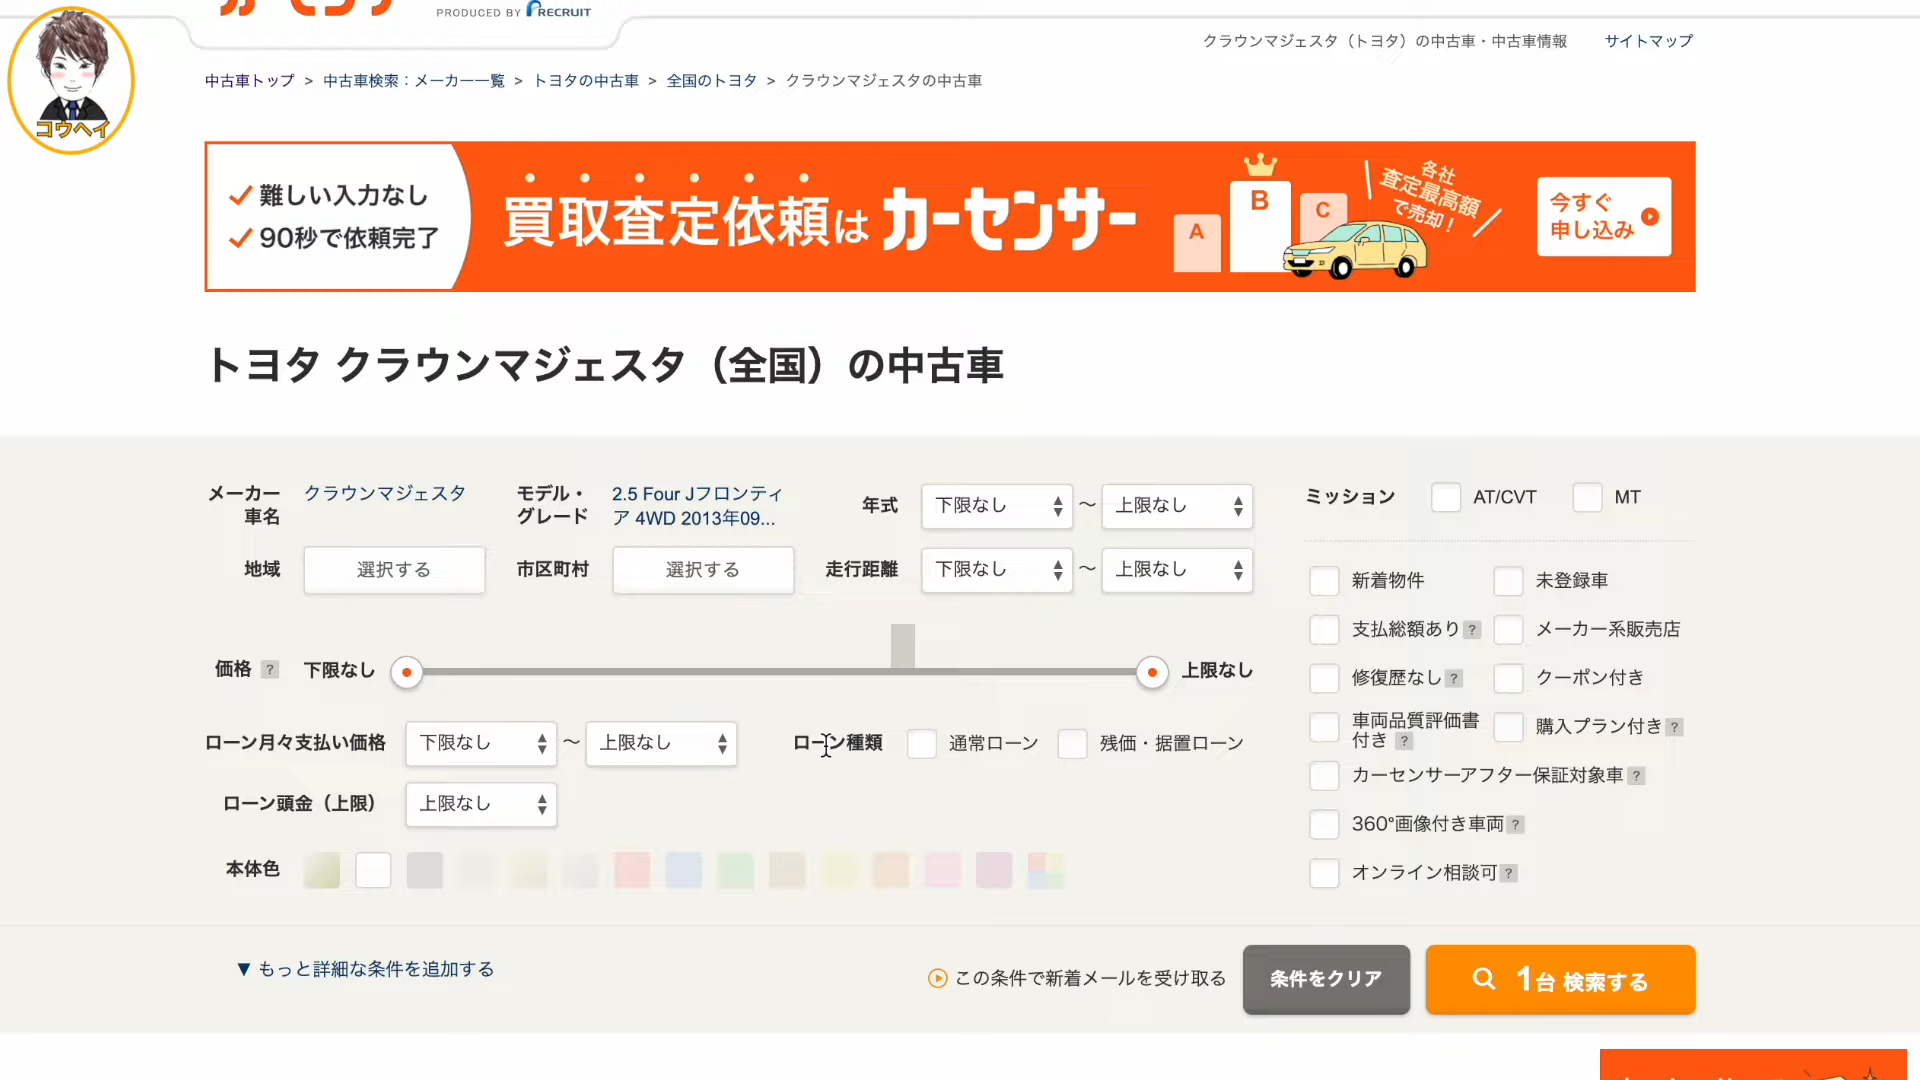 カーセンサ
PRODUCED BY RECRUIT
クラウンマジェスタ（トヨタ）の中古車・中古車情報 サイトマップ
コウヘイ
中古車トップ > 中古車検索：メーカー一覧 > トヨタの中古車 > 全国のトヨタ > クラウンマジェスタの中古車
難しい入力なし
90秒で依頼完了
買取査定依頼はカーセンサー
A
B
C
各社
査定最高額
で売却！
今すぐ
申し込み
トヨタ クラウンマジェスタ（全国）の中古車
メーカー
車名
クラウンマジェスタ
モデル・
グレード
2.5 Four Jフロンティ
ア 4WD 2013年09...
年式 下限なし 〜 上限なし
ミッション AT/CVT MT
地域 選択する 市区町村 選択する 走行距離 下限なし 〜 上限なし
新着物件 未登録車
支払総額あり ? メーカー系販売店
価格 ? 下限なし 上限なし
修復歴なし ? クーポン付き
車両品質評価書
付き ?
購入プラン付き ?
ローン月々支払い価格 下限なし 〜 上限なし ローン種類 通常ローン 残価・据置ローン
カーセンサーアフター保証対象車 ?
ローン頭金（上限） 上限なし
360°画像付き車両 ?
本体色
オンライン相談可 ?
▼ もっと詳細な条件を追加する
この条件で新着メールを受け取る
条件をクリア
1台 検索する